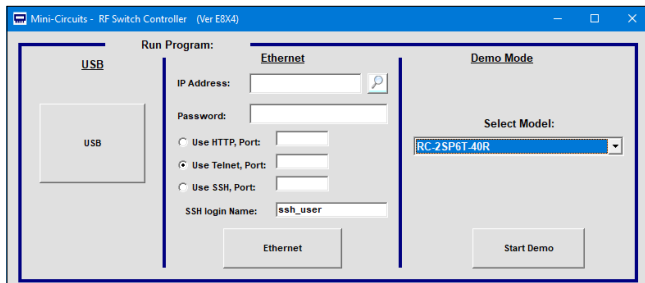 Mini-Circuits - RF Switch Controller (Ver E8X4)
Run Program:
USB
USB
Ethernet
IP Address:
Password:
Use HTTP, Port:
Use Telnet, Port:
Use SSH, Port:
SSH login Name: ssh_user
Ethernet
Demo Mode
Select Model:
RC-2SP6T-40R
Start Demo